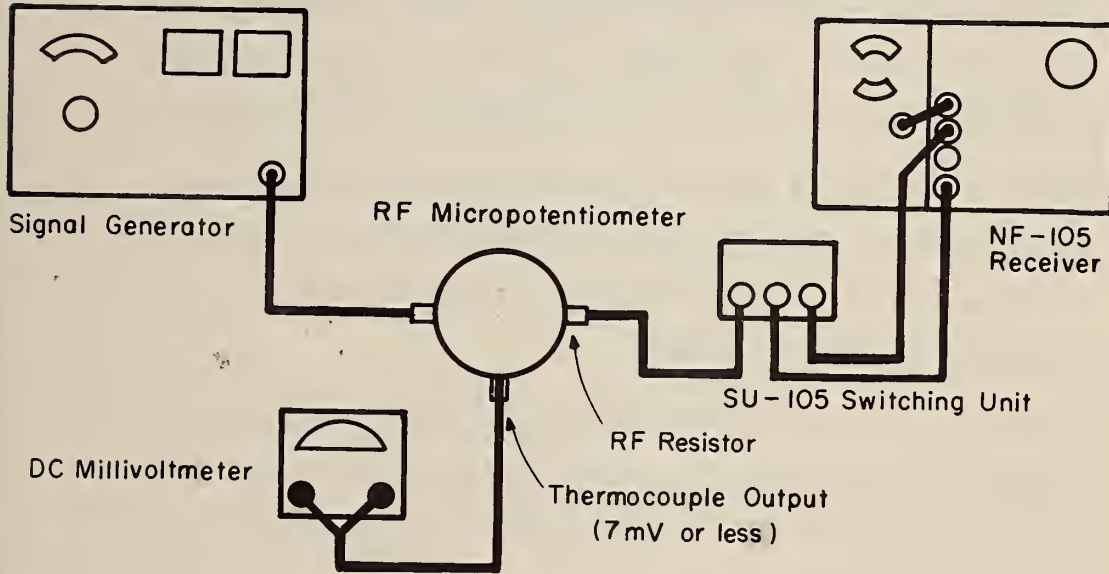 Signal Generator
RF Micropotentiometer
NF-105
Receiver
SU-105 Switching Unit
RF Resistor
DC Millivoltmeter
Thermocouple Output
(7mV or less)